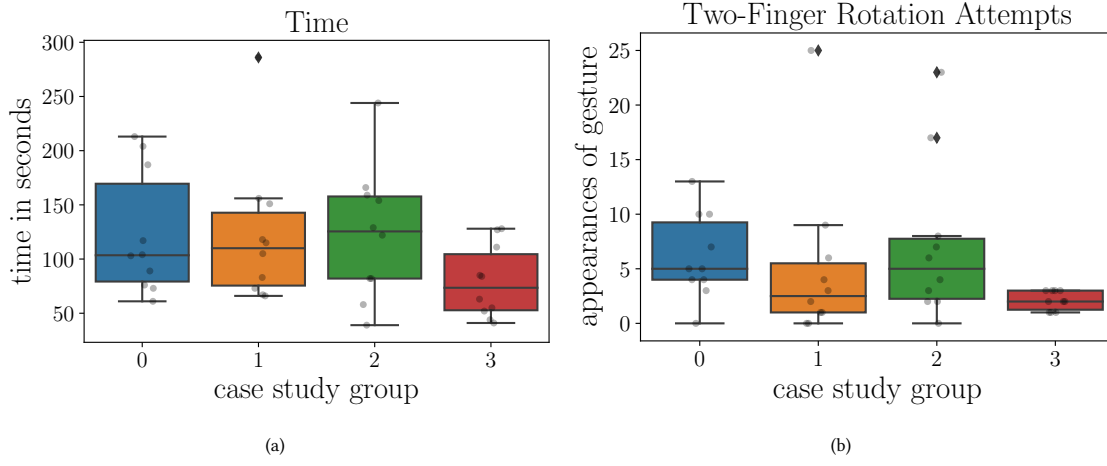 Time
300
250
200
150
100
50
time in seconds
0 1 2 3
case study group
(a)
Two-Finger Rotation Attempts
25
20
15
10
5
0
appearances of gesture
0 1 2 3
case study group
(b)